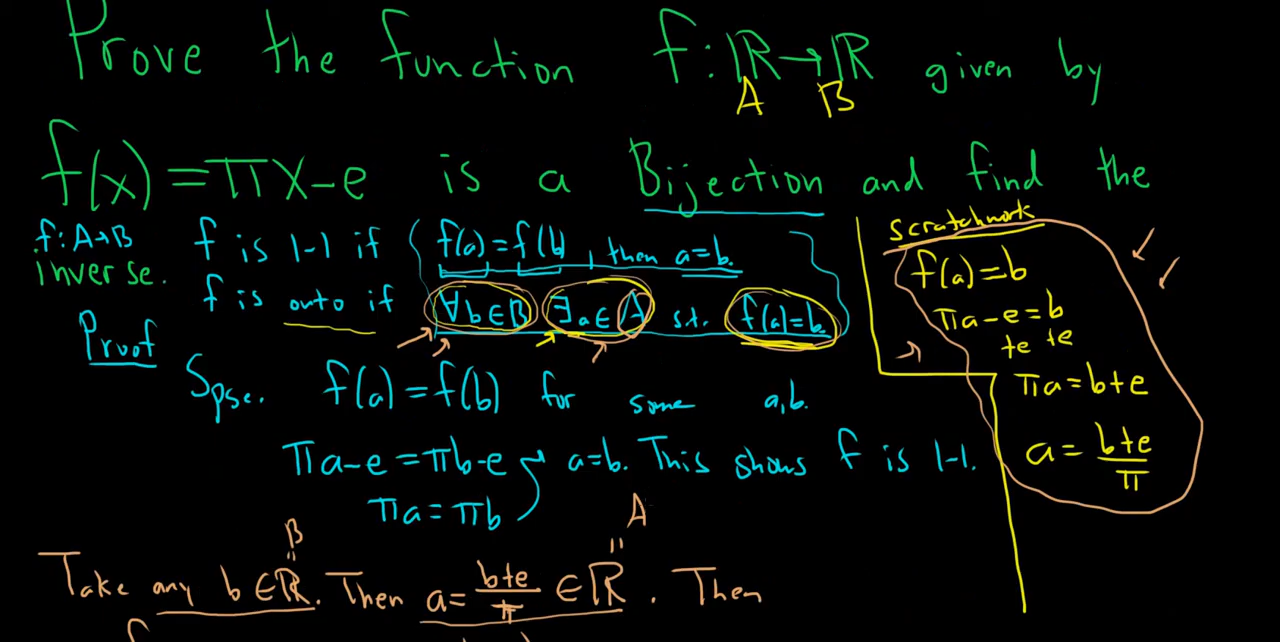 Prove the function f: ℝ→ℝ given by
A B
f(x) = πx-e is a Bijection and find the
inverse.
f: A→B
f is 1-1 if f(a)=f(b), then a=b.
f is onto if ∀b∈B ∃a∈A s.t. f(a)=b.
Proof
Spse. f(a)=f(b) for some a,b.
πa-e=πb-e a=b. This shows f is 1-1.
πa=πb
Scratchwork
f(a)=b
πa-e=b
+e +e
πa=b+e
a= b+e/π
B A
Take any b∈ℝ. Then a= b+e/π ∈ℝ. Then